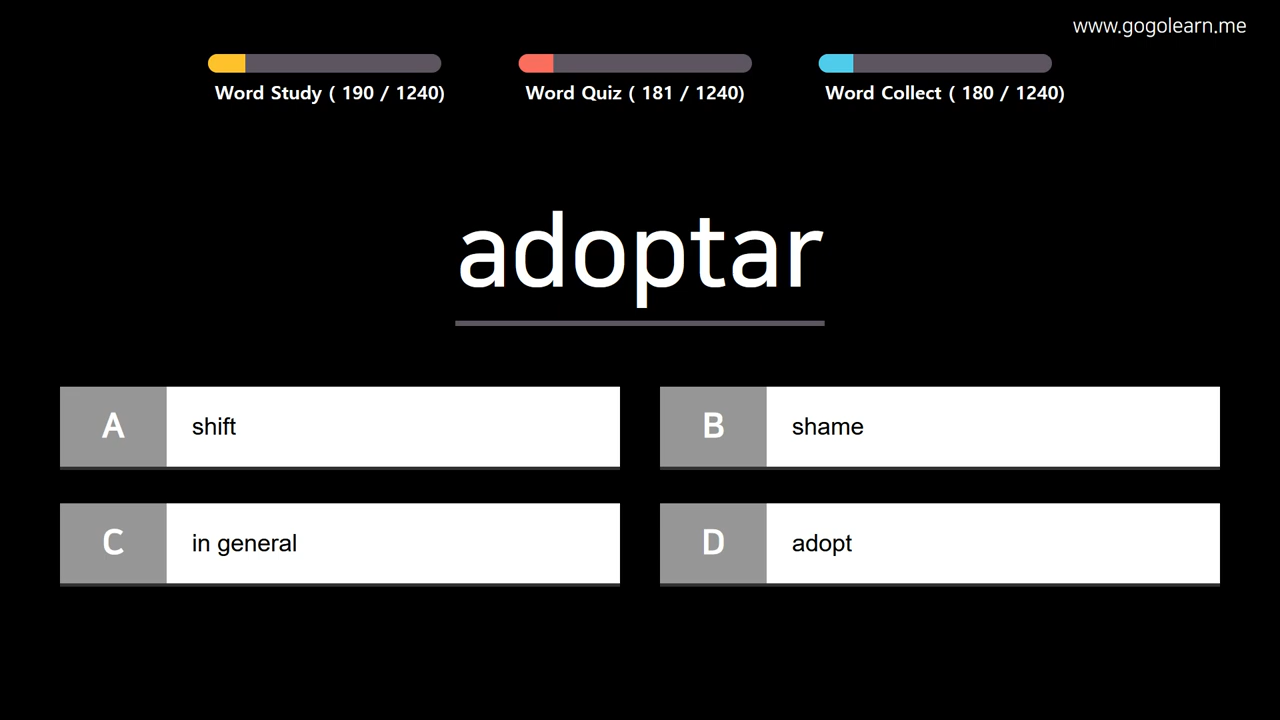 www.gogolearn.me
Word Study ( 190 / 1240)
Word Quiz ( 181 / 1240)
Word Collect ( 180 / 1240)
adoptar
A shift
B shame
C in general
D adopt